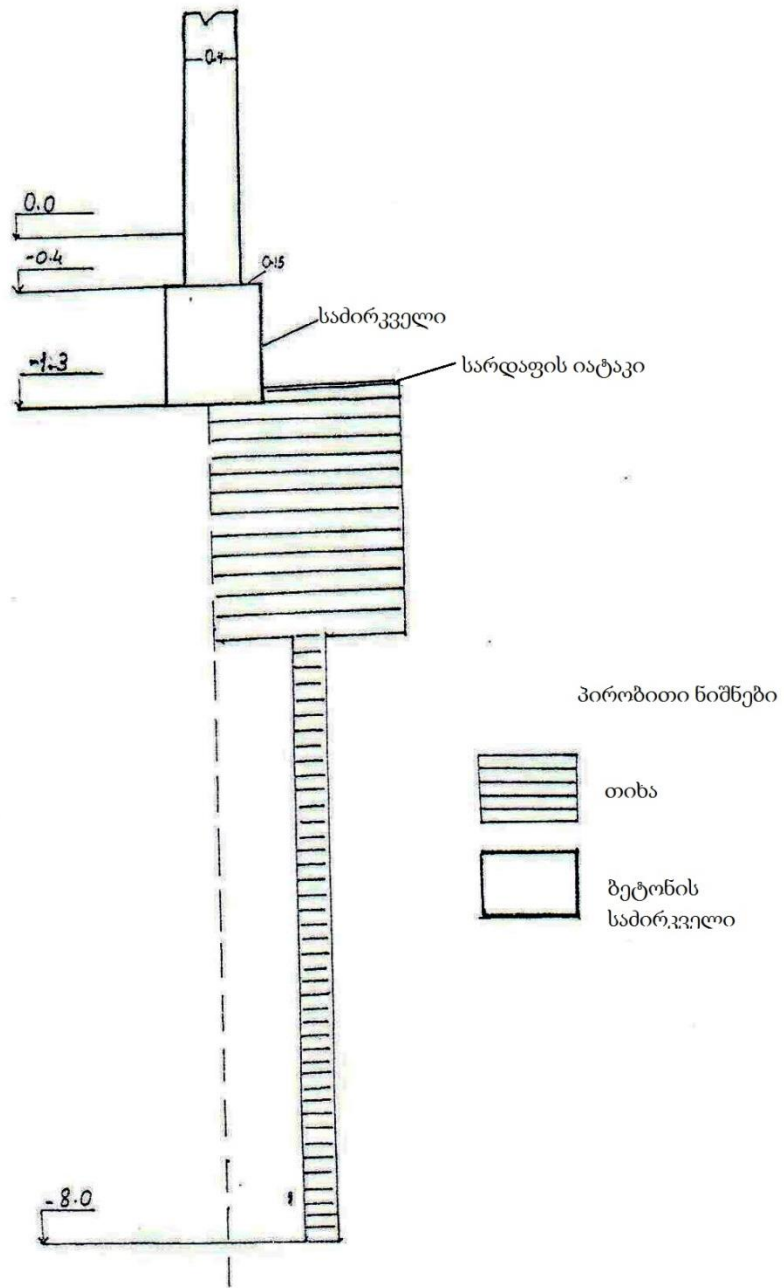 0.4
0.0
-0.4
0.15
საძირკველი
-1.3
სარდაფის იატაკი
პირობითი ნიშნები
თიხა
ბეტონის
საძირკველი
-8.0